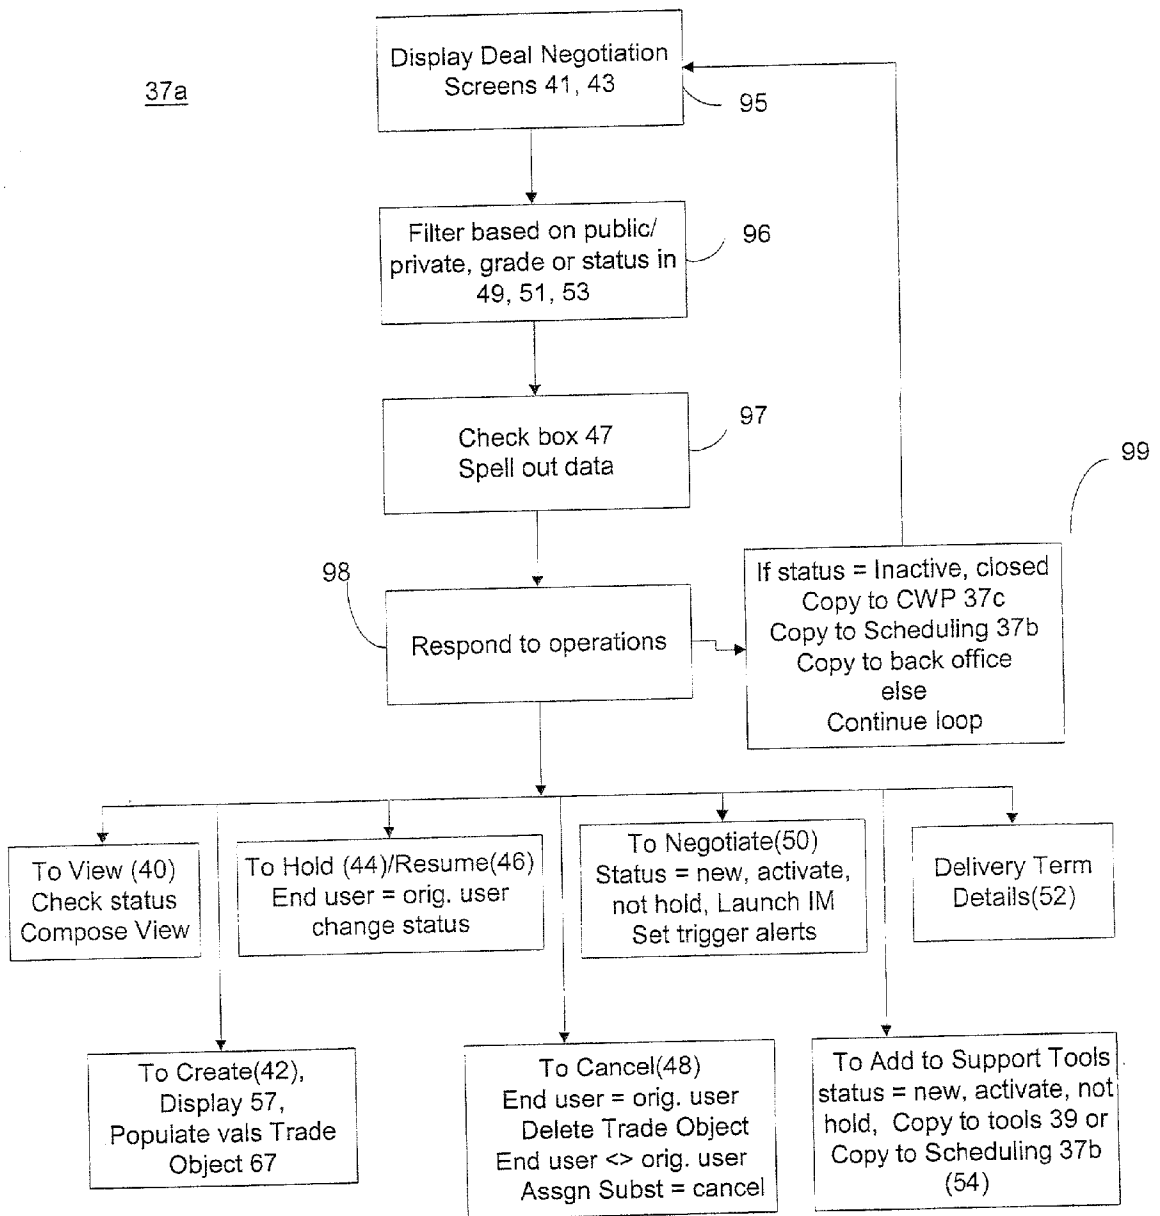 37a
Display Deal Negotiation
Screens 41, 43
95
Filter based on public/
private, grade or status in
49, 51, 53
96
Check box 47
Spell out data
97
98
Respond to operations
99
If status = Inactive, closed
Copy to CWP 37c
Copy to Scheduling 37b
Copy to back office
else
Continue loop
To View (40)
Check status
Compose View
To Hold (44)/Resume(46)
End user = orig. user
change status
To Negotiate(50)
Status = new, activate,
not hold, Launch IM
Set trigger alerts
Delivery Term
Details(52)
To Create(42),
Display 57,
Populate vals Trade
Object 67
To Cancel(48)
End user = orig. user
Delete Trade Object
End user <> orig. user
Assgn Subst = cancel
To Add to Support Tools
status = new, activate, not
hold, Copy to tools 39 or
Copy to Scheduling 37b
(54)